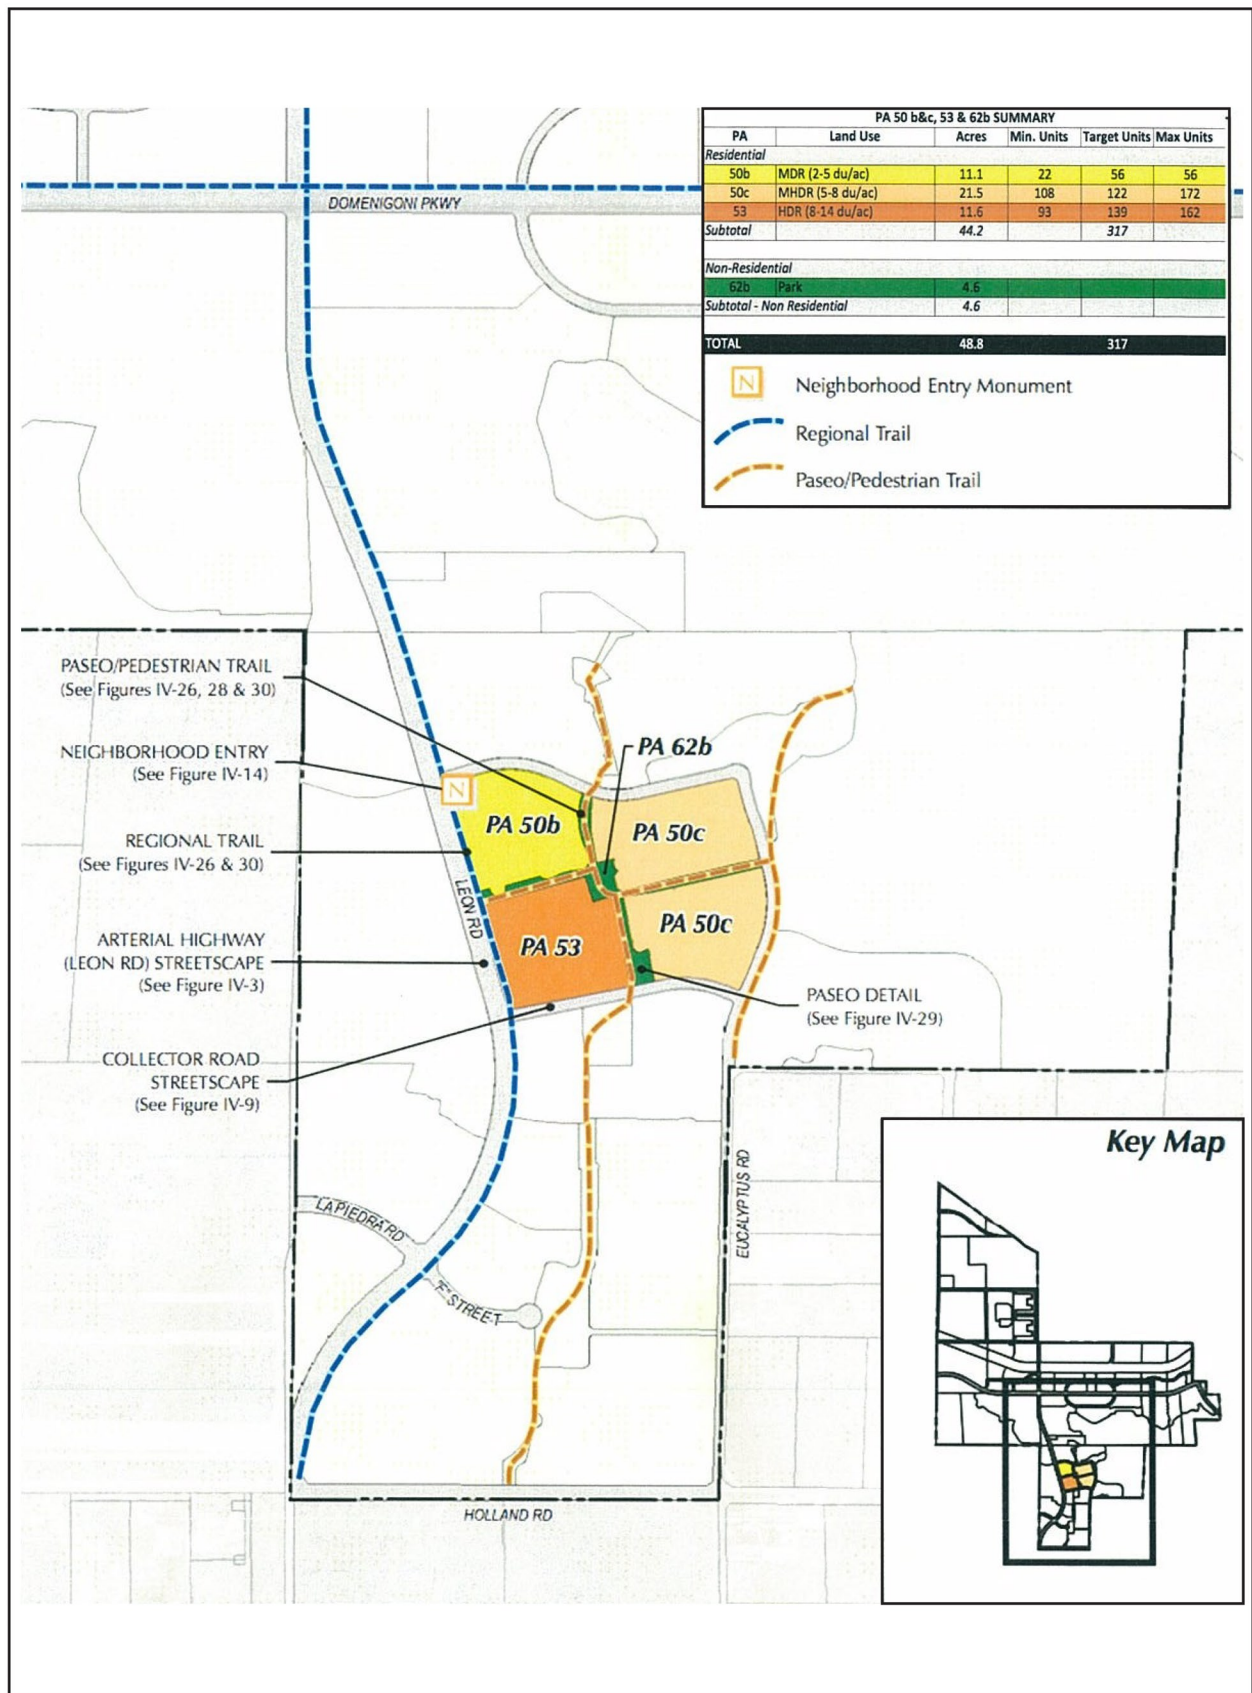 PA 50 b&c, 53 & 62b SUMMARY
PA Land Use Acres Min. Units Target Units Max Units
Residential
50b MDR (2-5 du/ac) 11.1 22 56 56
50c MHDR (5-8 du/ac) 21.5 108 122 172
53 HDR (8-14 du/ac) 11.6 93 139 162
Subtotal 44.2 317
Non-Residential
62b Park 4.6
Subtotal - Non Residential 4.6
TOTAL 48.8 317
N Neighborhood Entry Monument
Regional Trail
Paseo/Pedestrian Trail
DOMENIGONI PKWY
PASEO/PEDESTRIAN TRAIL
(See Figures IV-26, 28 & 30)
NEIGHBORHOOD ENTRY
(See Figure IV-14)
REGIONAL TRAIL
(See Figures IV-26 & 30)
ARTERIAL HIGHWAY
(LEON RD) STREETSCAPE
(See Figure IV-3)
COLLECTOR ROAD
STREETSCAPE
(See Figure IV-9)
PA 62b
N
PA 50b
PA 50c
LEON RD
PA 53
PA 50c
PASEO DETAIL
(See Figure IV-29)
LA PIEDRA RD
"F" STREET
EUCALYPTUS RD
HOLLAND RD
Key Map